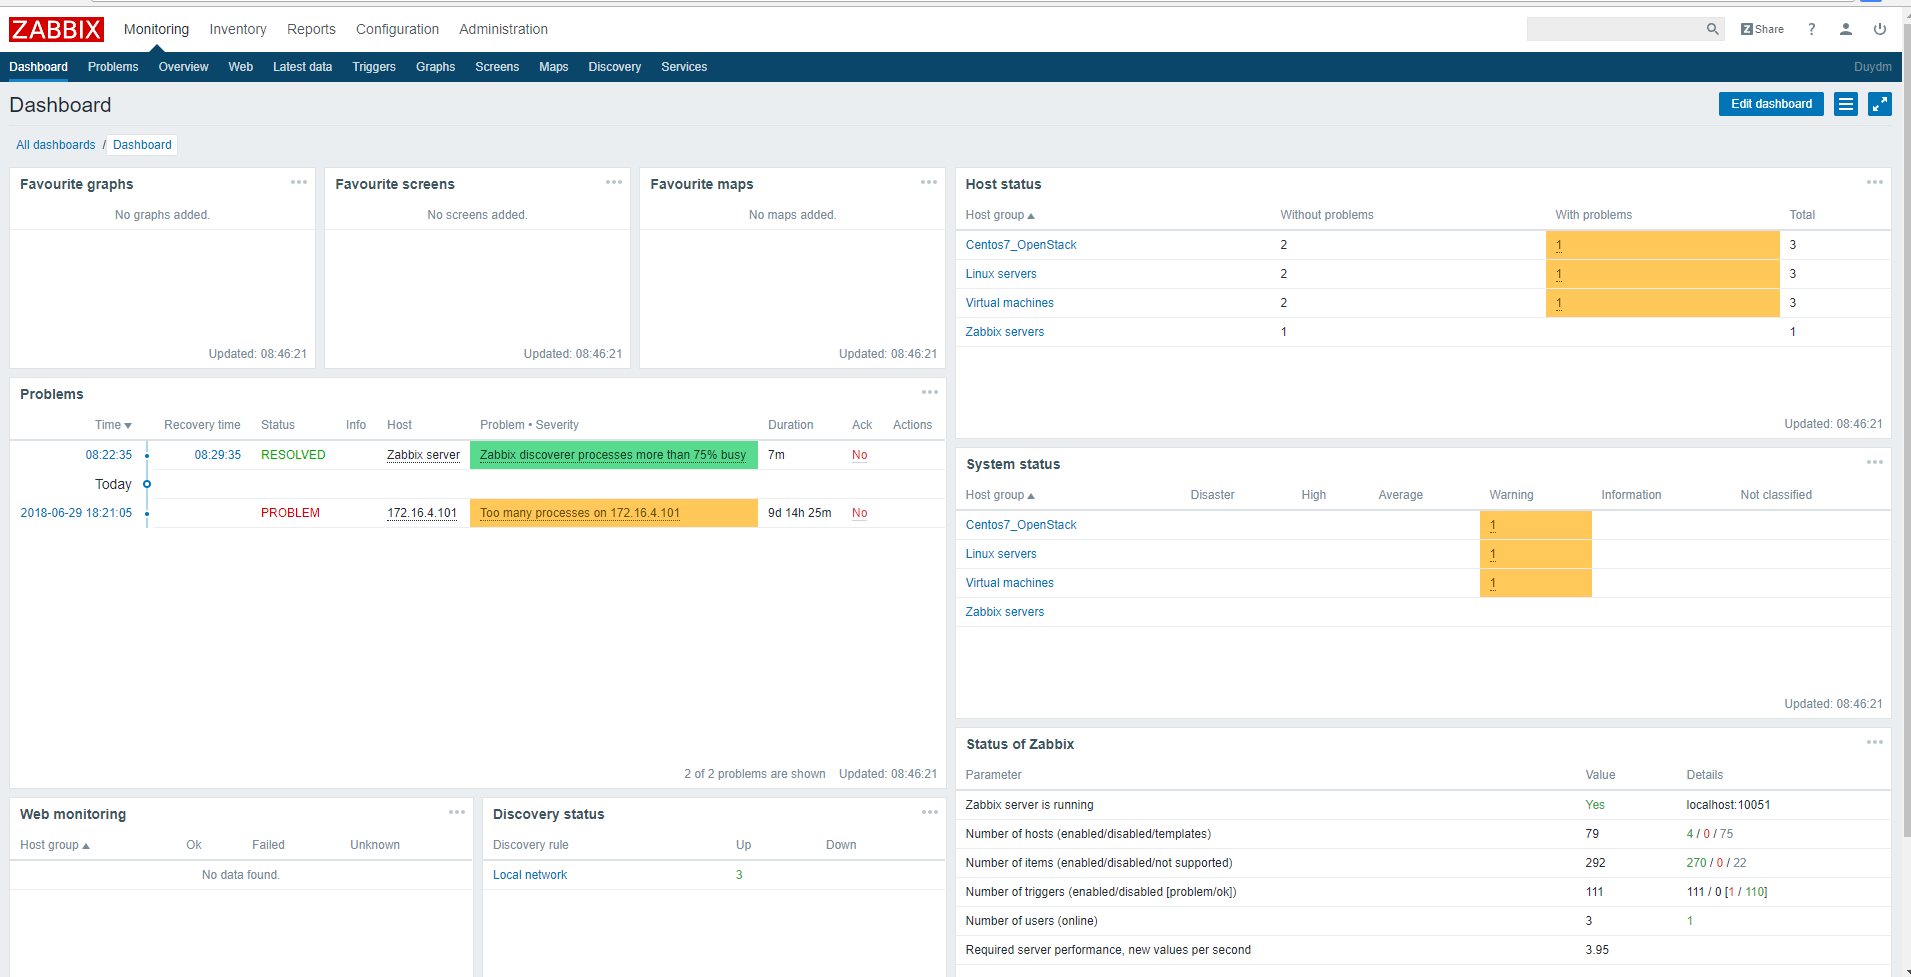 ZABBIX Monitoring Inventory Reports Configuration Administration Z Share ?
Dashboard Problems Overview Web Latest data Triggers Graphs Screens Maps Discovery Services Duydm
Dashboard Edit dashboard
All dashboards / Dashboard
Favourite graphs
No graphs added.
Updated: 08:46:21
Favourite screens
No screens added.
Updated: 08:46:21
Favourite maps
No maps added.
Updated: 08:46:21
Host status
Host group Without problems With problems Total
Centos7_OpenStack 2 1 3
Linux servers 2 1 3
Virtual machines 2 1 3
Zabbix servers 1 1
Updated: 08:46:21
Problems
Time Recovery time Status Info Host Problem • Severity Duration Ack Actions
08:22:35 08:29:35 RESOLVED Zabbix server Zabbix discoverer processes more than 75% busy 7m No
Today
2018-06-29 18:21:05 PROBLEM 172.16.4.101 Too many processes on 172.16.4.101 9d 14h 25m No
2 of 2 problems are shown Updated: 08:46:21
System status
Host group Disaster High Average Warning Information Not classified
Centos7_OpenStack 1
Linux servers 1
Virtual machines 1
Zabbix servers
Updated: 08:46:21
Web monitoring
Host group Ok Failed Unknown
No data found.
Discovery status
Discovery rule Up Down
Local network 3
Status of Zabbix
Parameter Value Details
Zabbix server is running Yes localhost:10051
Number of hosts (enabled/disabled/templates) 79 4 / 0 / 75
Number of items (enabled/disabled/not supported) 292 270 / 0 / 22
Number of triggers (enabled/disabled [problem/ok]) 111 111 / 0 [1 / 110]
Number of users (online) 3 1
Required server performance, new values per second 3.95